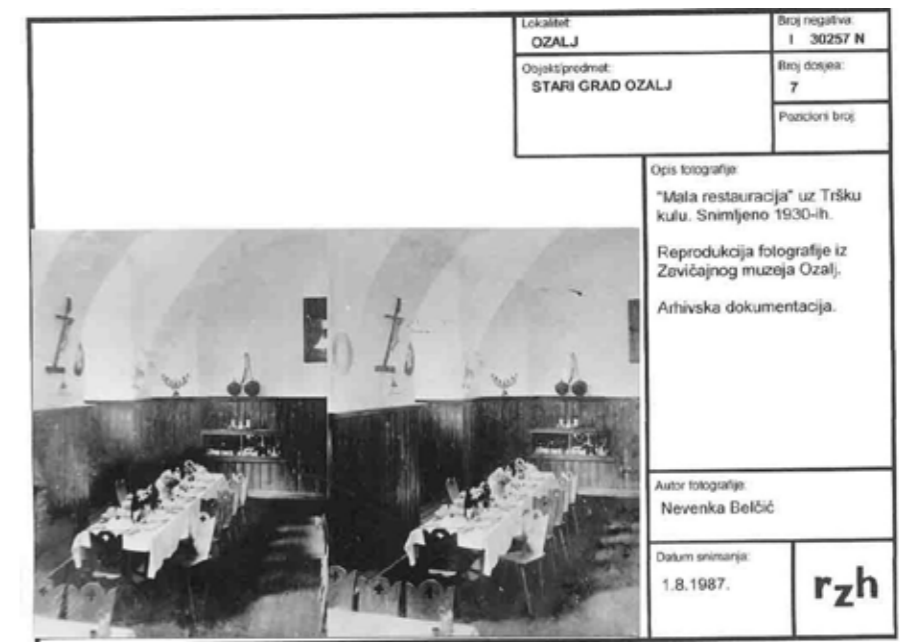 Lokalitet:
OZALJ
Broj negativa:
I 30257 N
Objekt/predmet:
STARI GRAD OZALJ
Broj dosjea:
7
Pozicioni broj:
Opis fotografije:
"Mala restauracija" uz Tršku
kulu. Snimljeno 1930-ih.
Reprodukcija fotografije iz
Zavičajnog muzeja Ozalj.
Arhivska dokumentacija.
Autor fotografije:
Nevenka Belčić
Datum snimanja:
1.8.1987.
rzh